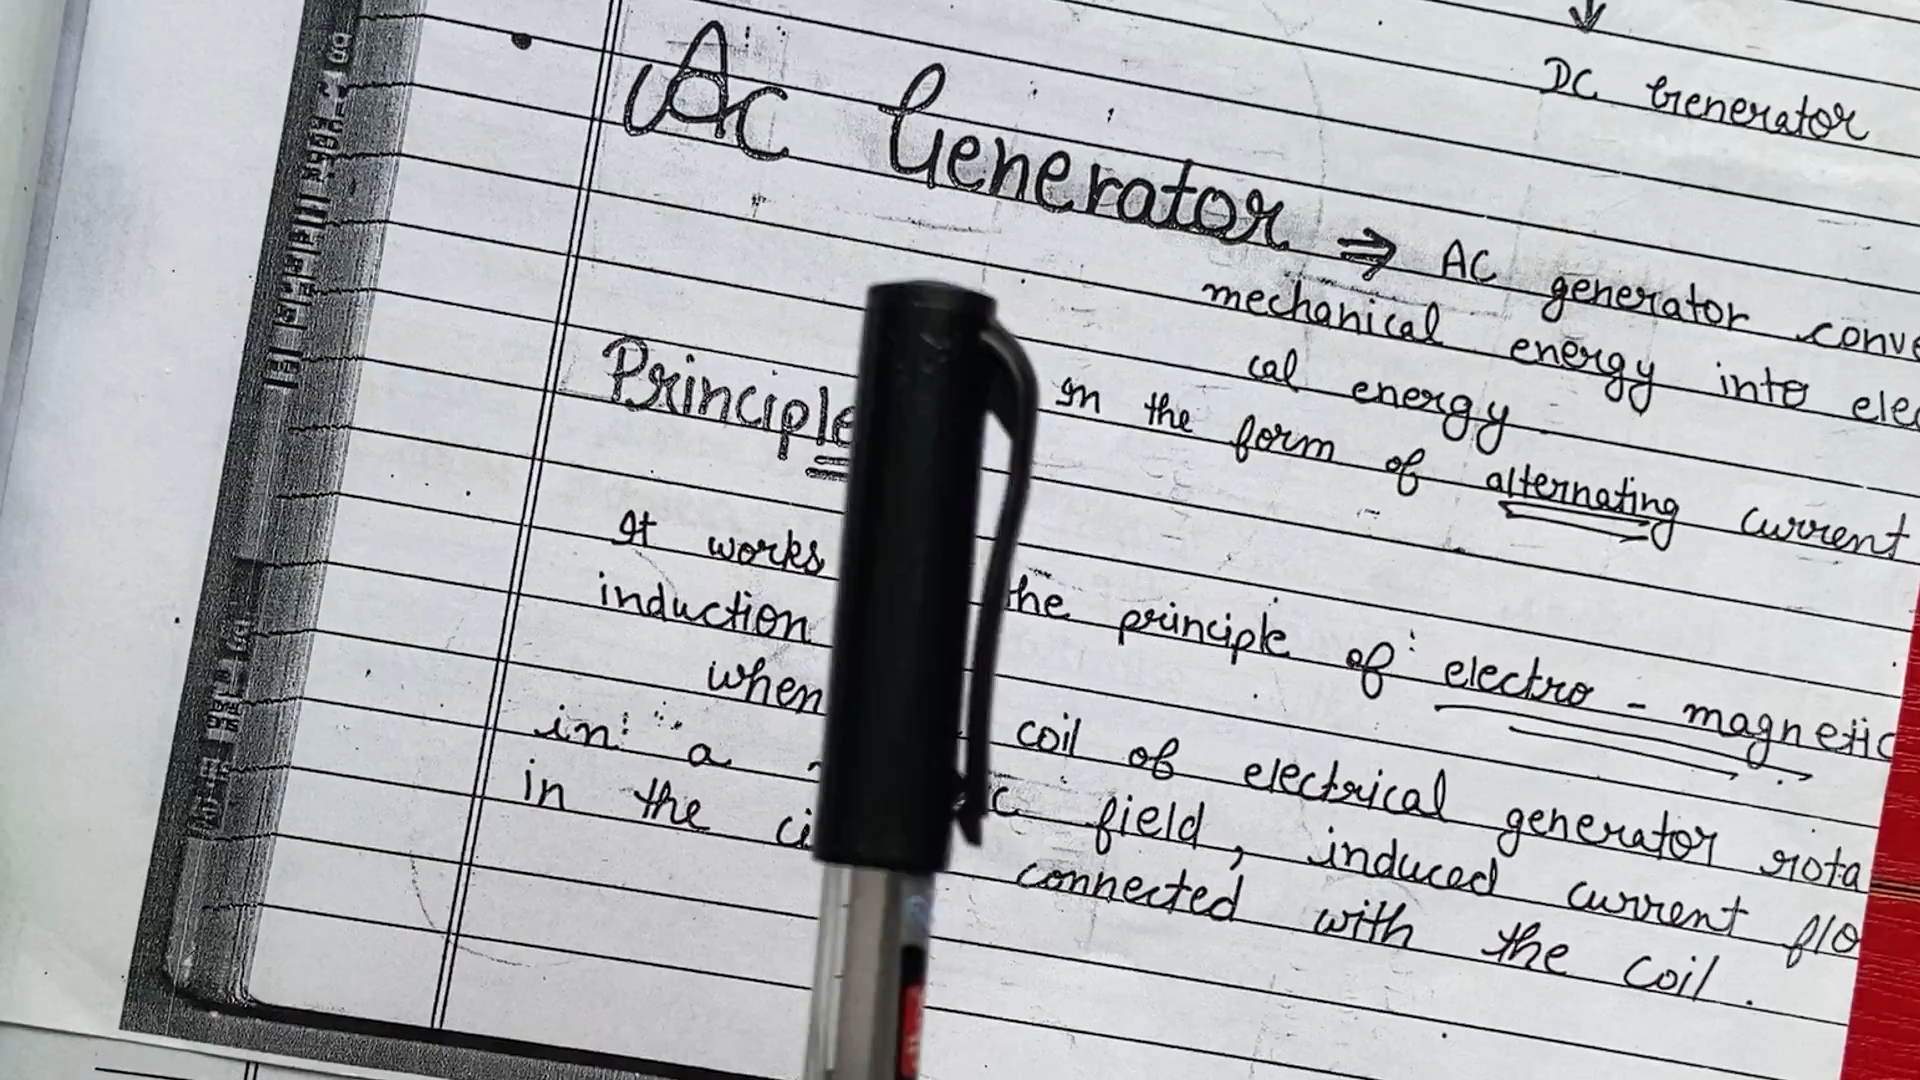 DC Generator
Ac Generator ⇒ AC generator conve
mechanical energy into elec
cal energy
Principle in the form of alternating current
It works the principle of electro - magnetic
induction
when coil of electrical generator rota
in a c field, induced current flo
in the ci connected with the coil.